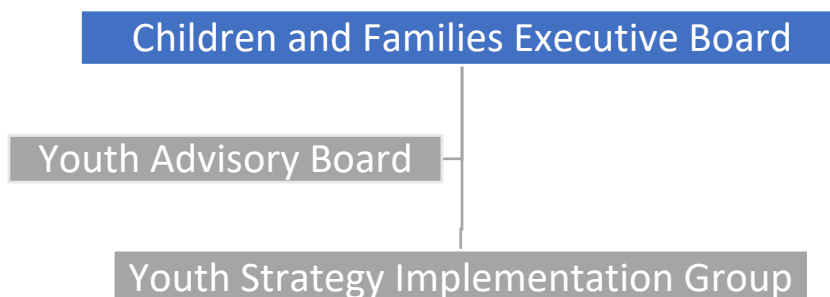 Children and Families Executive Board
Youth Advisory Board
Youth Strategy Implementation Group